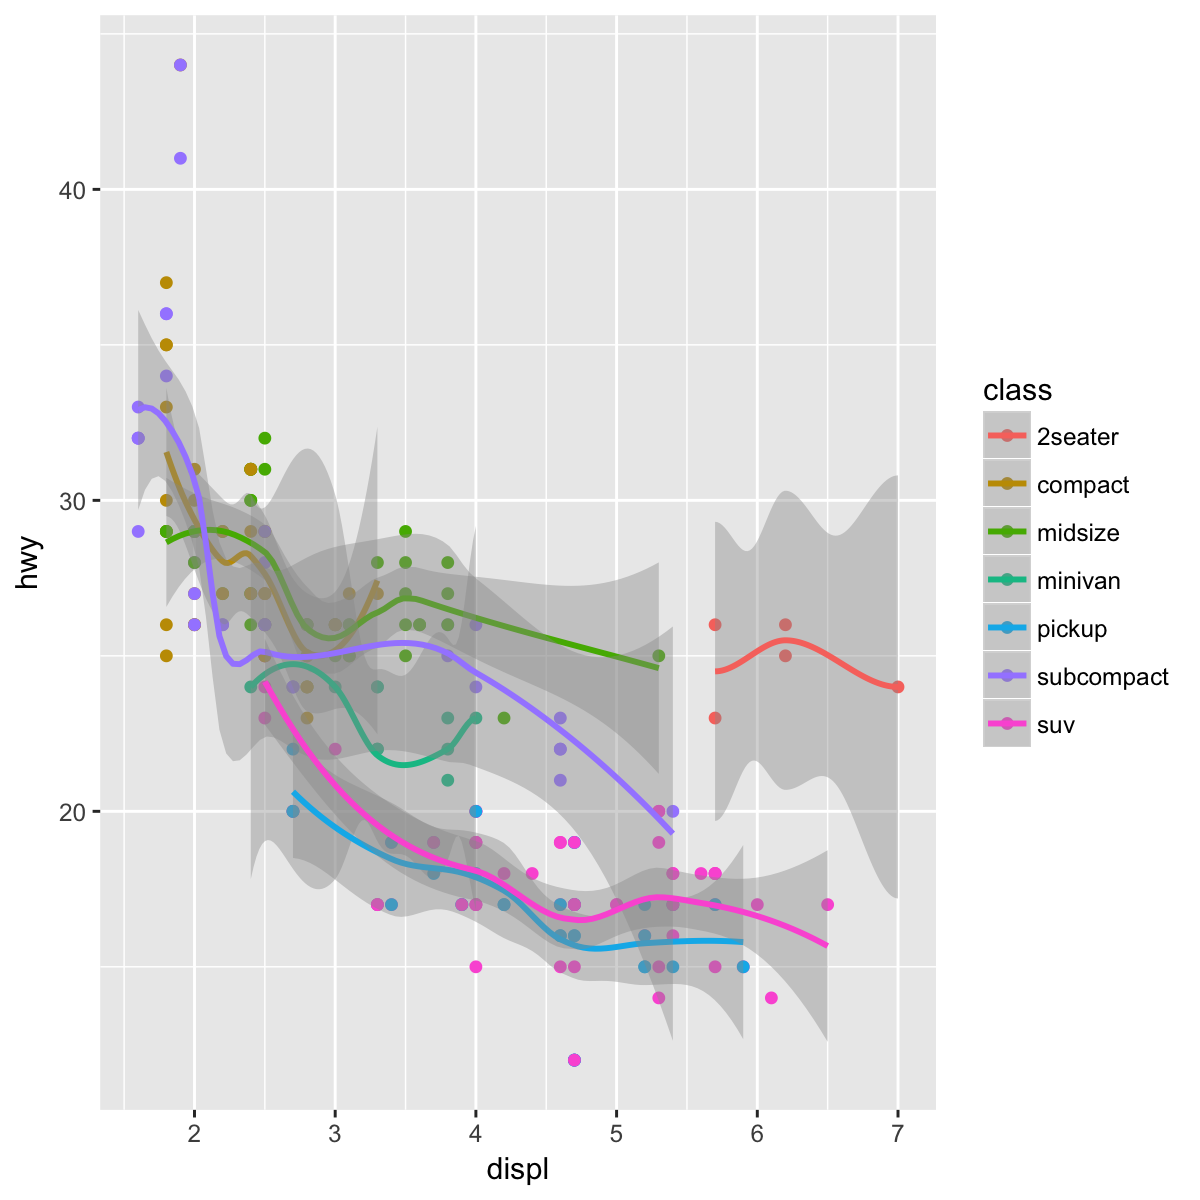 hwy
40
30
20
2 3 4 5 6 7
displ
class
2seater
compact
midsize
minivan
pickup
subcompact
suv